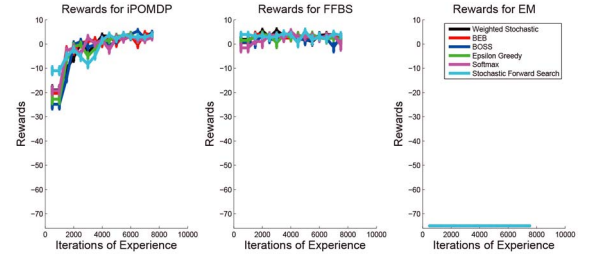 Rewards for iPOMDP
10
0
−10
−20
−30
−40
−50
−60
−70
Rewards
0 2000 4000 6000 8000 10000
Iterations of Experience
Rewards for FFBS
10
0
−10
−20
−30
−40
−50
−60
−70
Rewards
0 2000 4000 6000 8000 10000
Iterations of Experience
Rewards for EM
10
0
−10
−20
−30
−40
−50
−60
−70
Rewards
0 2000 4000 6000 8000 10000
Iterations of Experience
Weighted Stochastic
BEB
BOSS
Epsilon Greedy
Softmax
Stochastic Forward Search